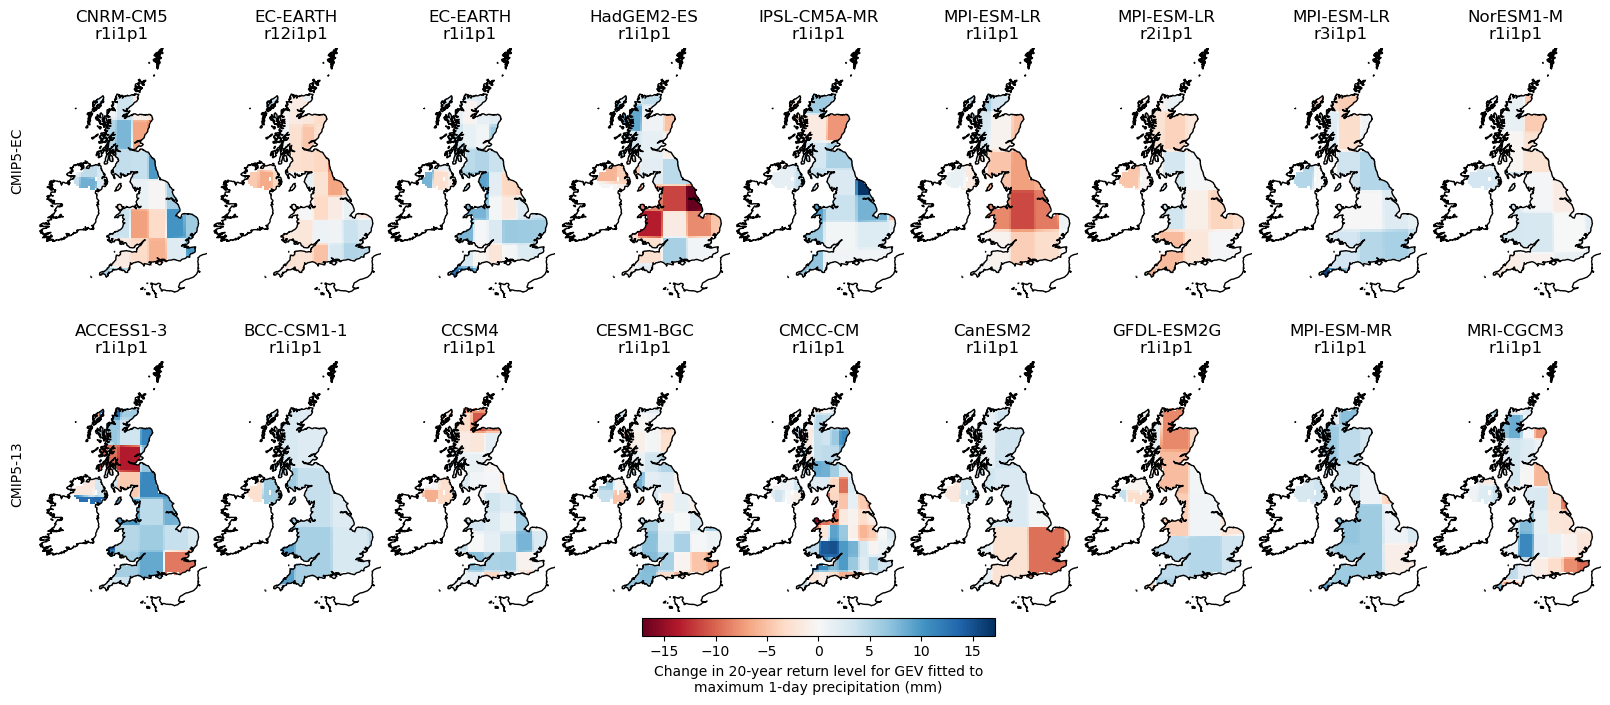 CNRM-CM5
r1i1p1
EC-EARTH
r12i1p1
EC-EARTH
r1i1p1
HadGEM2-ES
r1i1p1
IPSL-CM5A-MR
r1i1p1
MPI-ESM-LR
r1i1p1
MPI-ESM-LR
r2i1p1
MPI-ESM-LR
r3i1p1
NorESM1-M
r1i1p1
CMIP5-EC
ACCESS1-3
r1i1p1
BCC-CSM1-1
r1i1p1
CCSM4
r1i1p1
CESM1-BGC
r1i1p1
CMCC-CM
r1i1p1
CanESM2
r1i1p1
GFDL-ESM2G
r1i1p1
MPI-ESM-MR
r1i1p1
MRI-CGCM3
r1i1p1
CMIP5-13
−15 −10 −5 0 5 10 15
Change in 20-year return level for GEV fitted to
maximum 1-day precipitation (mm)